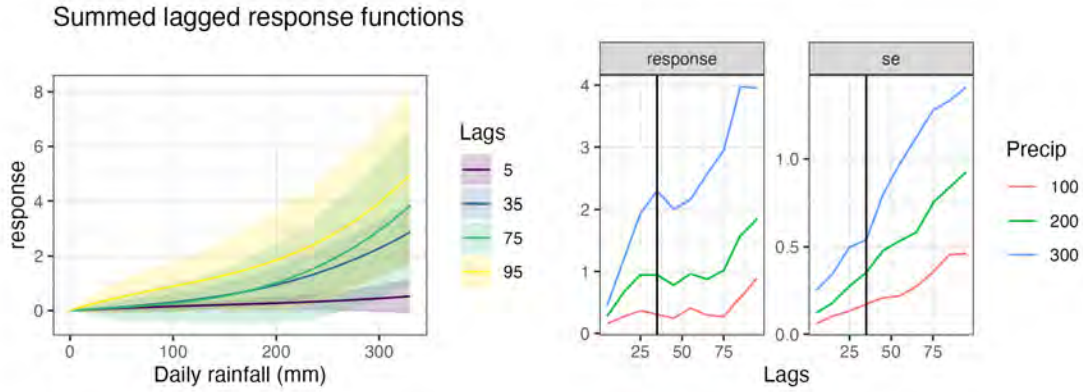 Summed lagged response functions
response
8
6
4
2
0
0 100 200 300
Daily rainfall (mm)
Lags
5
35
75
95
response se
4
3
2
1
0
1.0
0.5
0.0
25 50 75 25 50 75
Lags
Precip
100
200
300